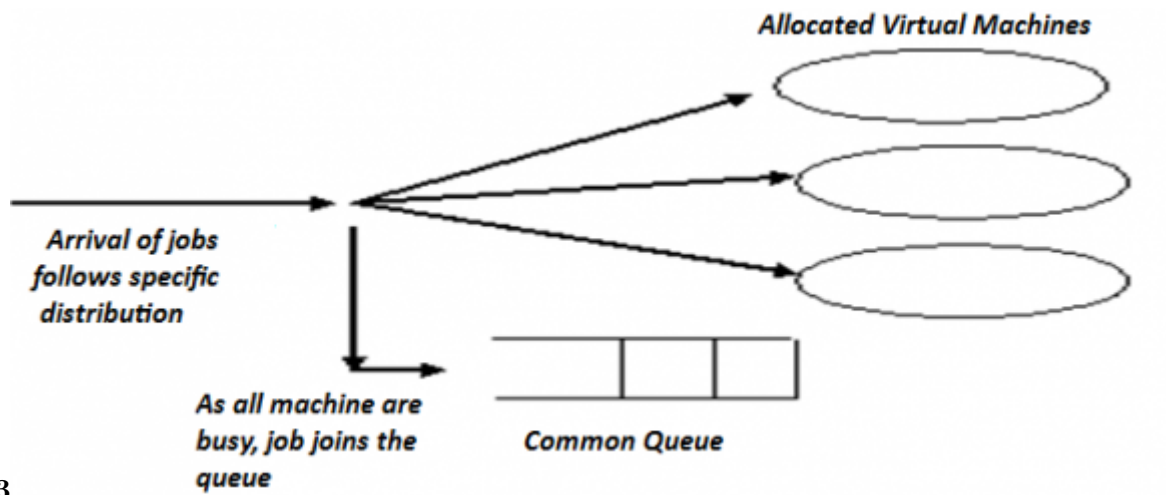 Allocated Virtual Machines
Arrival of jobs
follows specific
distribution
As all machine are
busy, job joins the
queue
Common Queue